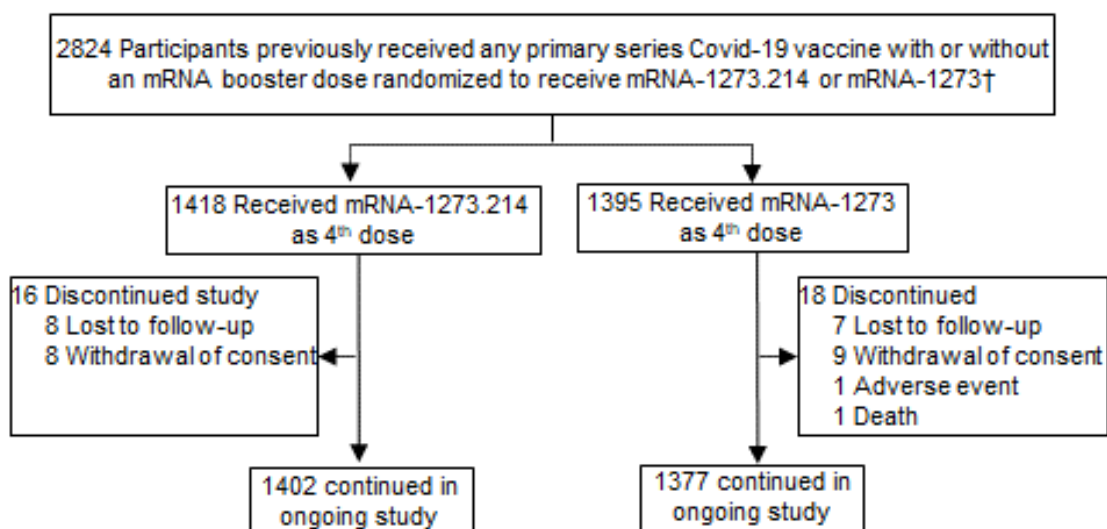 2824 Participants previously received any primary series Covid-19 vaccine with or without
an mRNA booster dose randomized to receive mRNA-1273.214 or mRNA-1273†
1418 Received mRNA-1273.214
as 4th dose
1395 Received mRNA-1273
as 4th dose
16 Discontinued study
8 Lost to follow-up
8 Withdrawal of consent
18 Discontinued
7 Lost to follow-up
9 Withdrawal of consent
1 Adverse event
1 Death
1402 continued in
ongoing study
1377 continued in
ongoing study